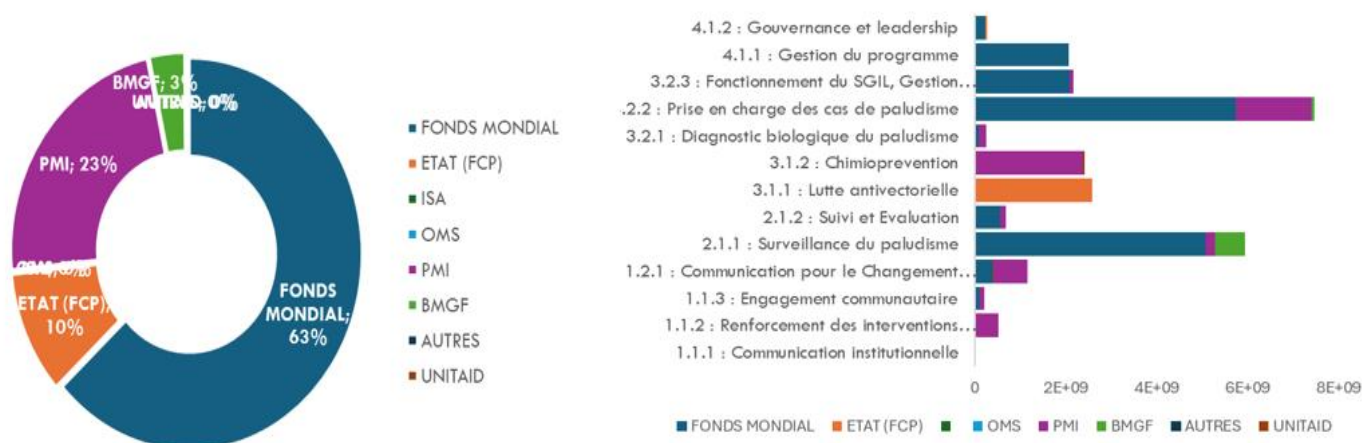 BMGF; 3%
PMI; 23%
ETAT (FCP);
10%
FONDS
MONDIAL;
63%
FONDS MONDIAL
ETAT (FCP)
ISA
OMS
PMI
BMGF
AUTRES
UNITAID
4.1.2 : Gouvernance et leadership
4.1.1 : Gestion du programme
3.2.3 : Fonctionnement du SGIL, Gestion…
.2.2 : Prise en charge des cas de paludisme
3.2.1 : Diagnostic biologique du paludisme
3.1.2 : Chimioprevention
3.1.1 : Lutte antivectorielle
2.1.2 : Suivi et Evaluation
2.1.1 : Surveillance du paludisme
1.2.1 : Communication pour le Changement…
1.1.3 : Engagement communautaire
1.1.2 : Renforcement des interventions…
1.1.1 : Communication institutionnelle
0 2E+09 4E+09 6E+09 8E+09
FONDS MONDIAL ETAT (FCP) OMS PMI BMGF AUTRES UNITAID